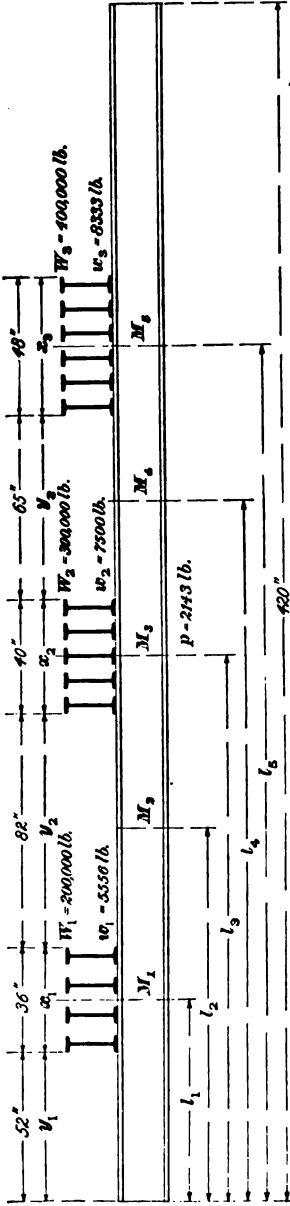 52" 36" 82" 40" 65" 48"
y₁ x₁ y₂ x₂ y₃ x₃
W₁ = 200,000 lb. W₂ = 300,000 lb. W₃ = 400,000 lb.
w₁ = 5556 lb. w₂ = 7500 lb. w₃ = 8333 lb.
M₁ M₂ M₃ M₄ M₅
p = 2143 lb.
l₁
l₂
l₃
l₄
l₅
420"